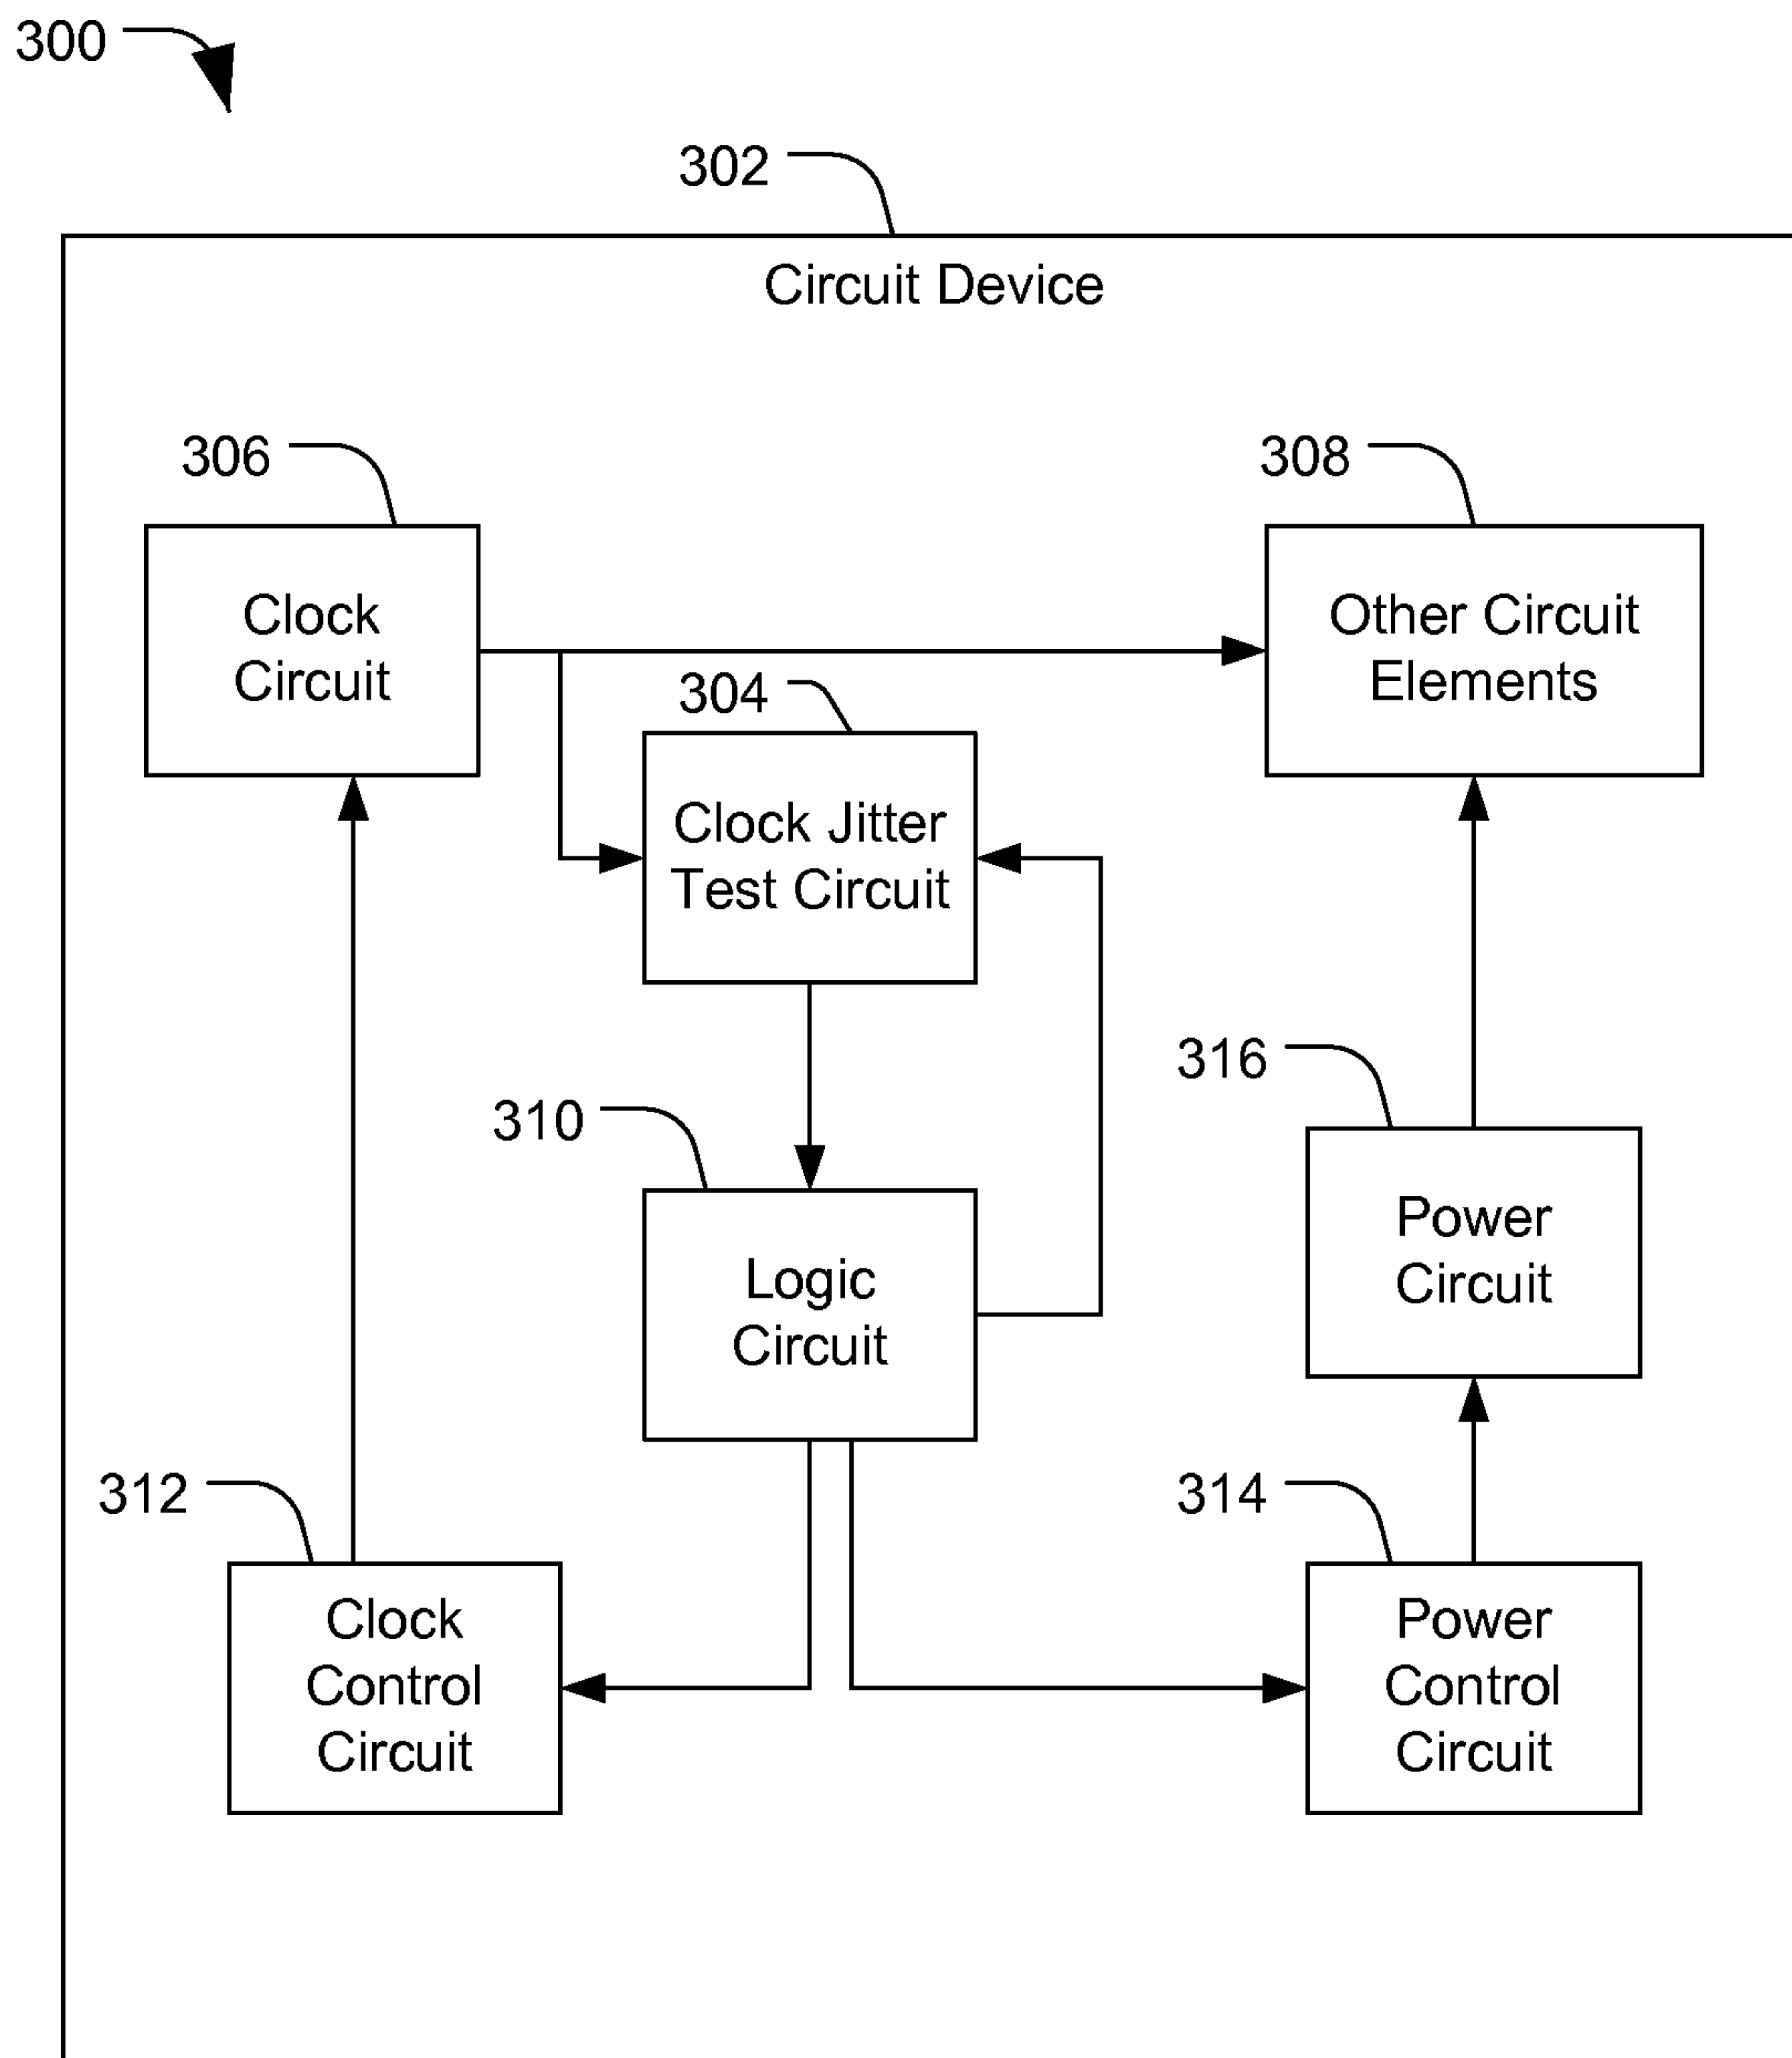 300
302
Circuit Device
306
308
Clock
Circuit
Other Circuit
Elements
304
Clock Jitter
Test Circuit
316
310
Power
Circuit
Logic
Circuit
312
314
Clock
Control
Circuit
Power
Control
Circuit